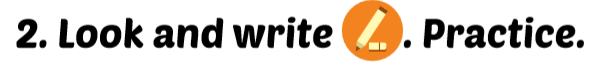 2. Look and write . Practice.